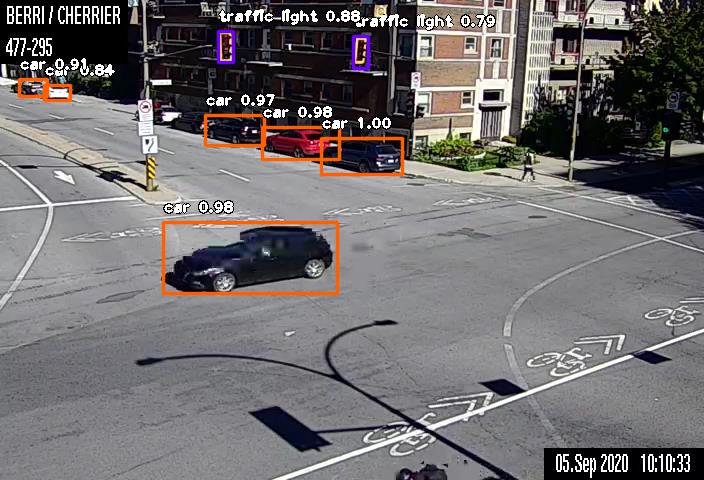 BERRI / CHERRIER
477-295
traffic light 0.88
traffic light 0.79
car 0.91
car 0.84
car 0.97
car 0.98
car 1.00
car 0.98
05.Sep 2020 10:10:33